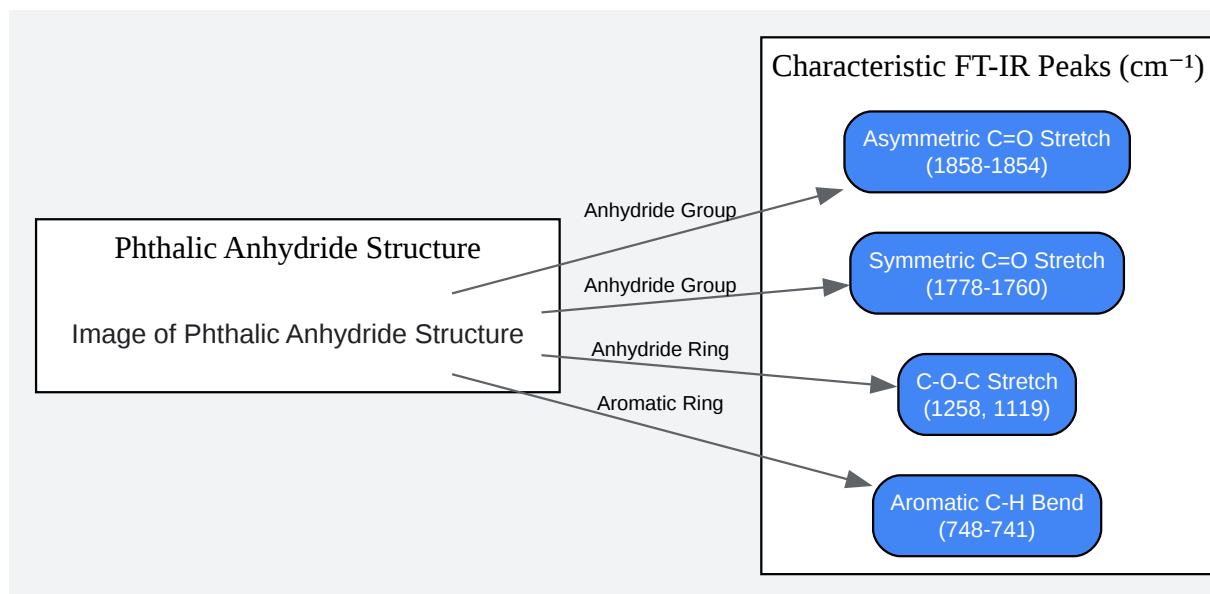 Characteristic FT-IR Peaks (cm⁻¹)
Asymmetric C=O Stretch
(1858-1854)
Anhydride Group
Phthalic Anhydride Structure
Symmetric C=O Stretch
(1778-1760)
Anhydride Group
Image of Phthalic Anhydride Structure
Anhydride Ring
C-O-C Stretch
(1258, 1119)
Aromatic Ring
Aromatic C-H Bend
(748-741)